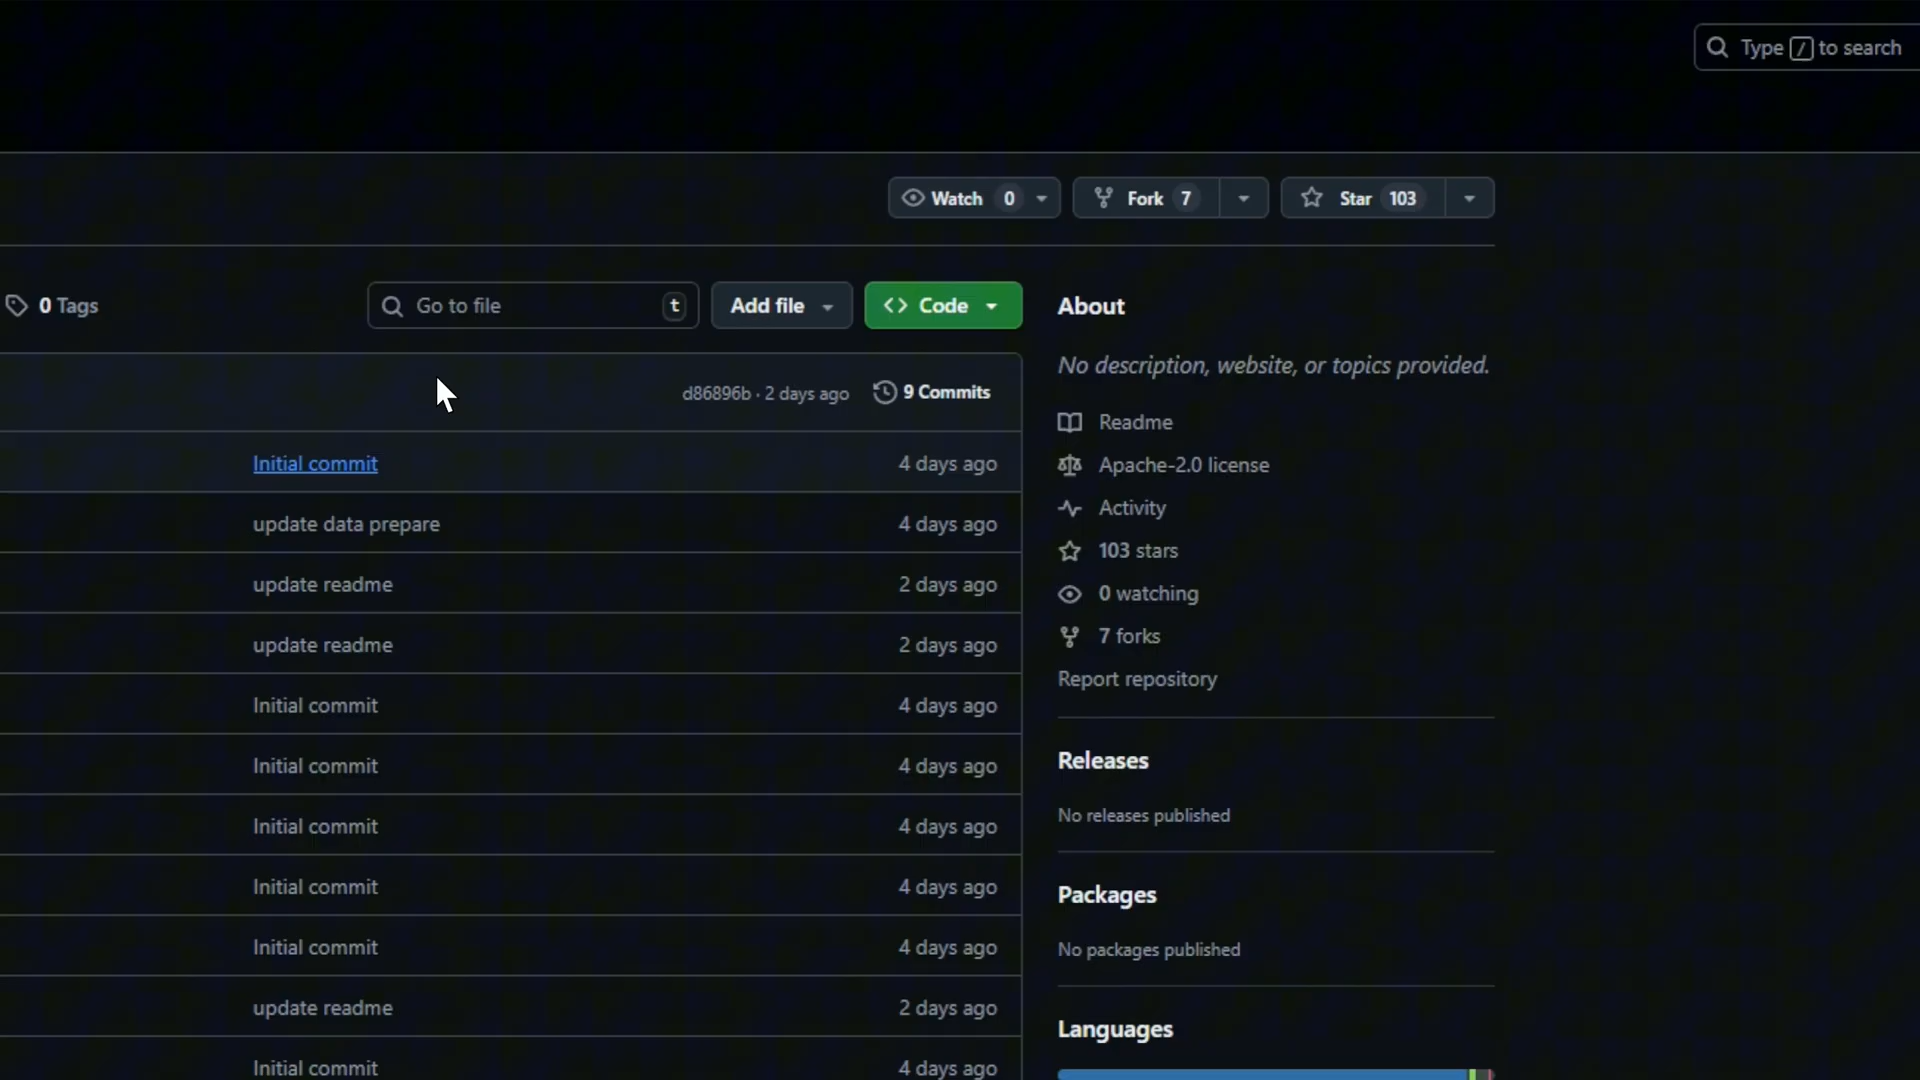 Type / to search
Watch 0
Fork 7
Star 103
0 Tags
Go to file t
Add file
Code
d86896b · 2 days ago
9 Commits
Initial commit 4 days ago
update data prepare 4 days ago
update readme 2 days ago
update readme 2 days ago
Initial commit 4 days ago
Initial commit 4 days ago
Initial commit 4 days ago
Initial commit 4 days ago
Initial commit 4 days ago
update readme 2 days ago
Initial commit 4 days ago
About
No description, website, or topics provided.
Readme
Apache-2.0 license
Activity
103 stars
0 watching
7 forks
Report repository
Releases
No releases published
Packages
No packages published
Languages